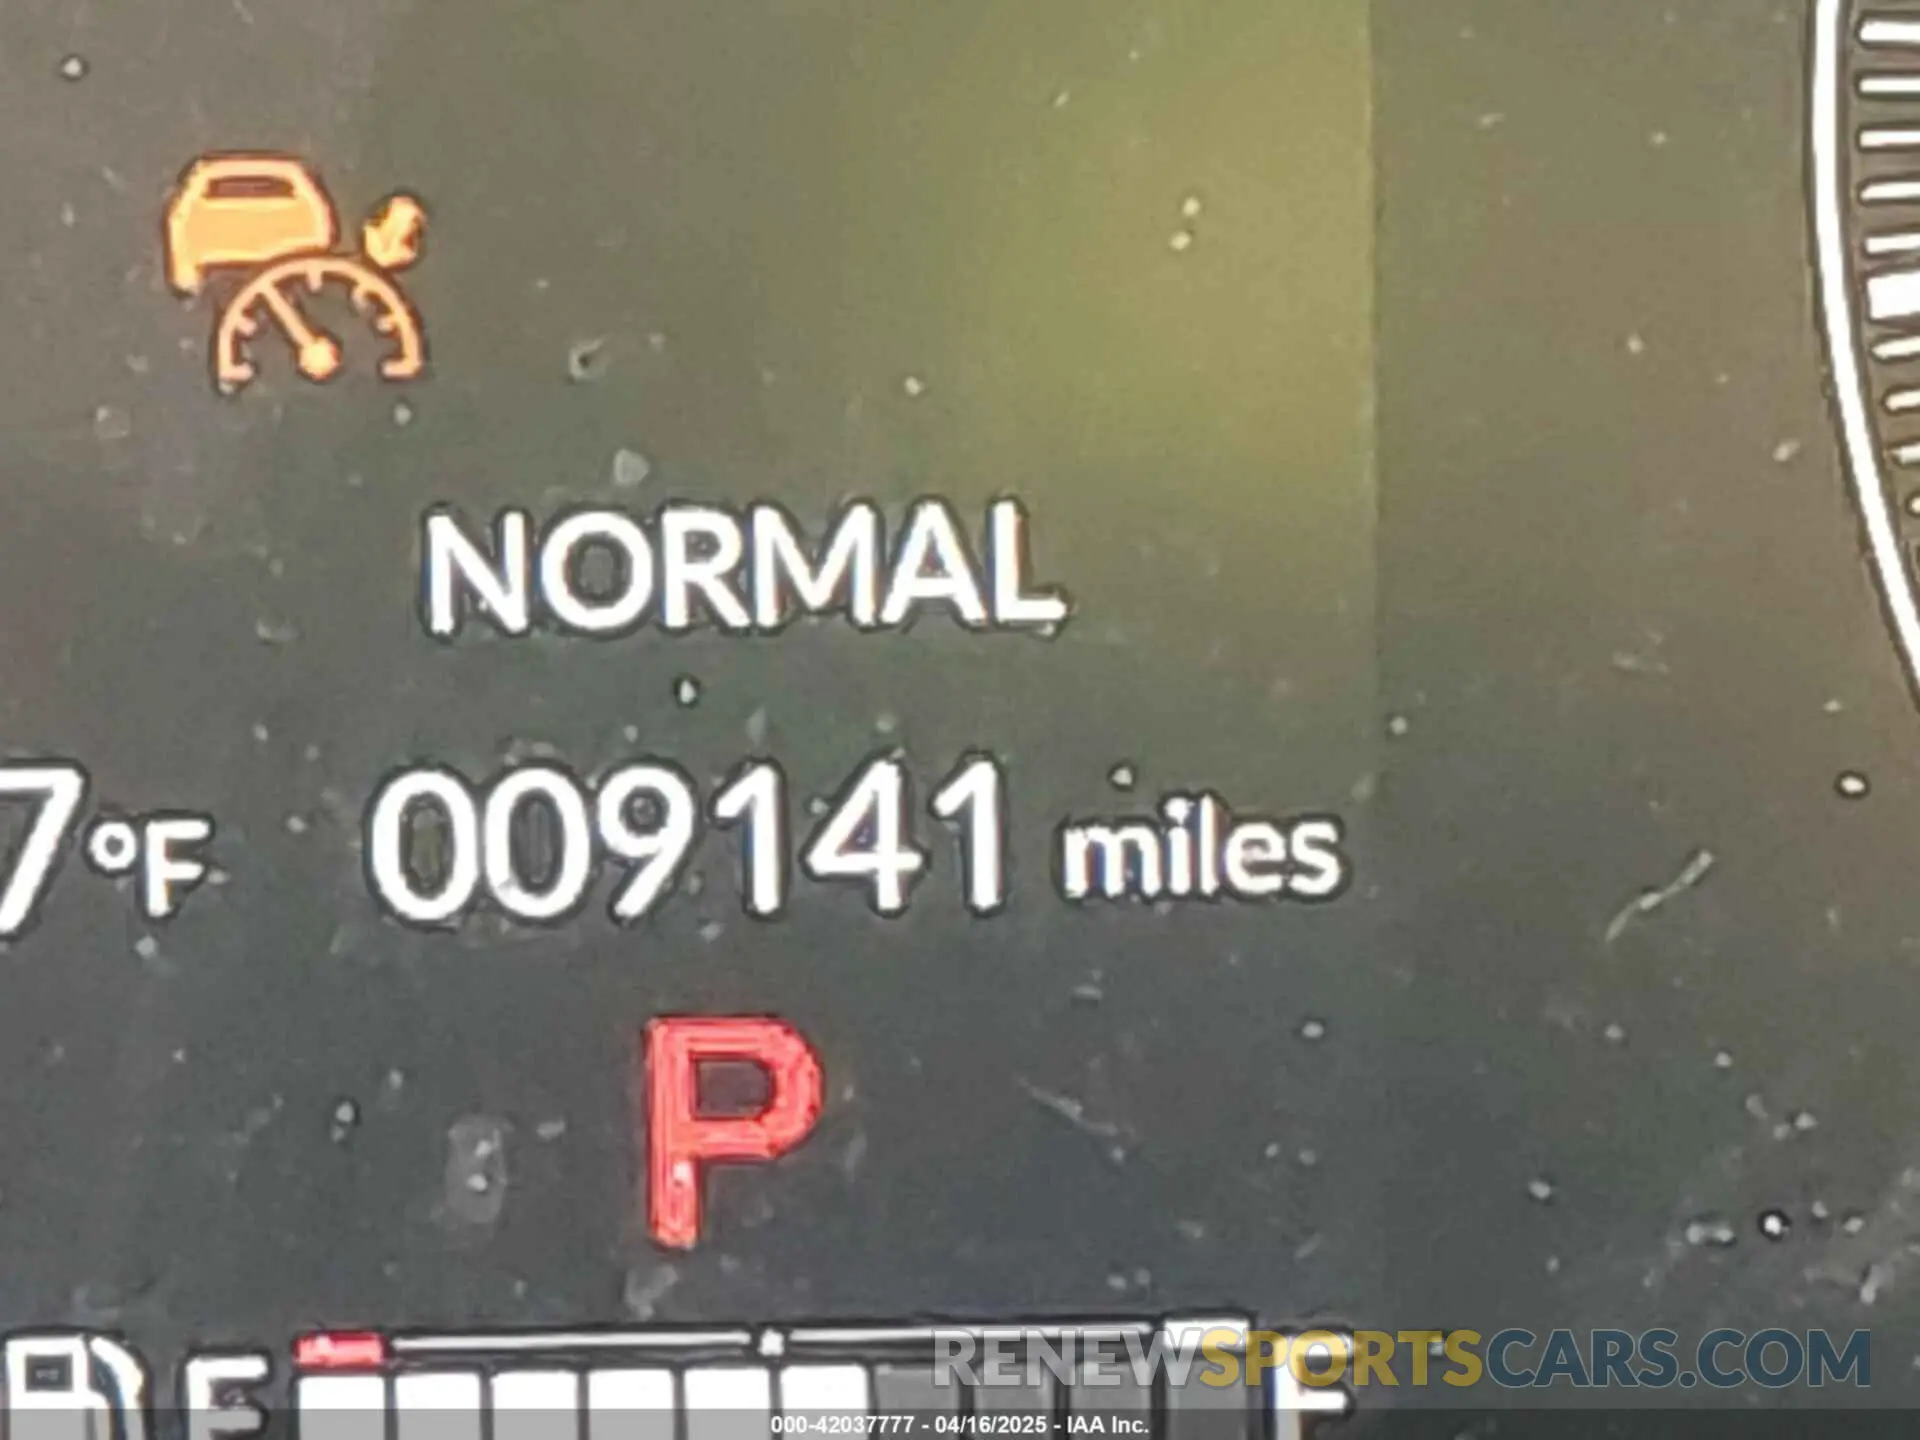 NORMAL
7°F 009141 miles
P
E F
RENEWSPORTSCARS.COM
000-42037777 - 04/16/2025 - IAA Inc.